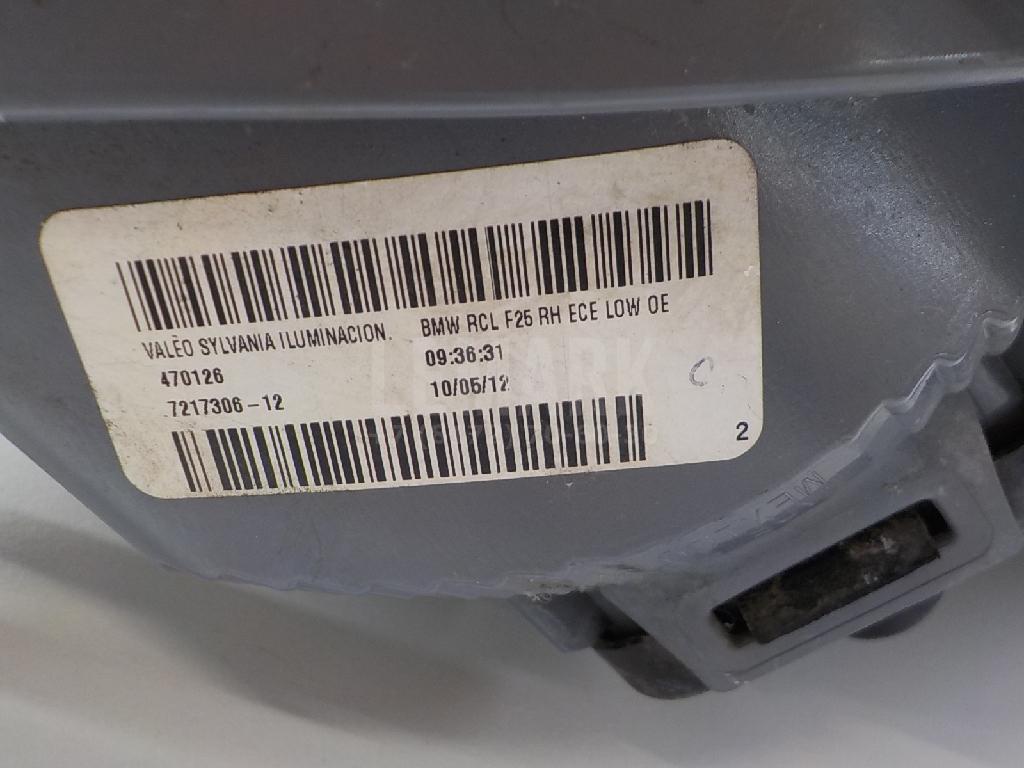 VALEO SYLVANIA ILUMINACION. BMW RCL F25 RH ECE LOW OE
470126 09:36:31
7217306-12 10/05/12
2
LEMARK